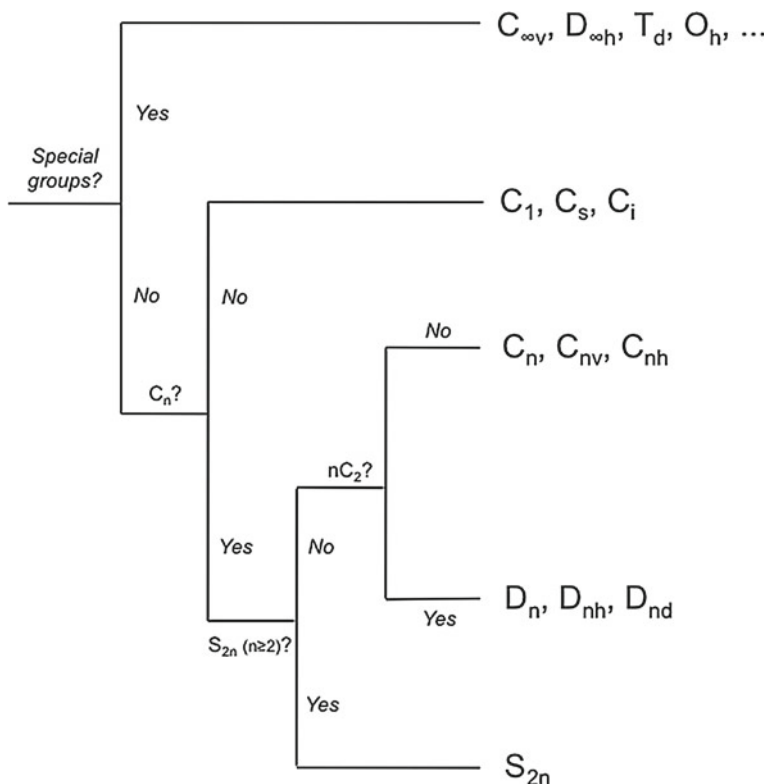 C∞v, D∞h, Td, Oh, ...
Yes
Special
groups?
C1, Cs, Ci
No
No
No
Cn, Cnv, Cnh
Cn?
nC2?
Yes
No
Dn, Dnh, Dnd
Yes
S2n (n≥2)?
Yes
S2n